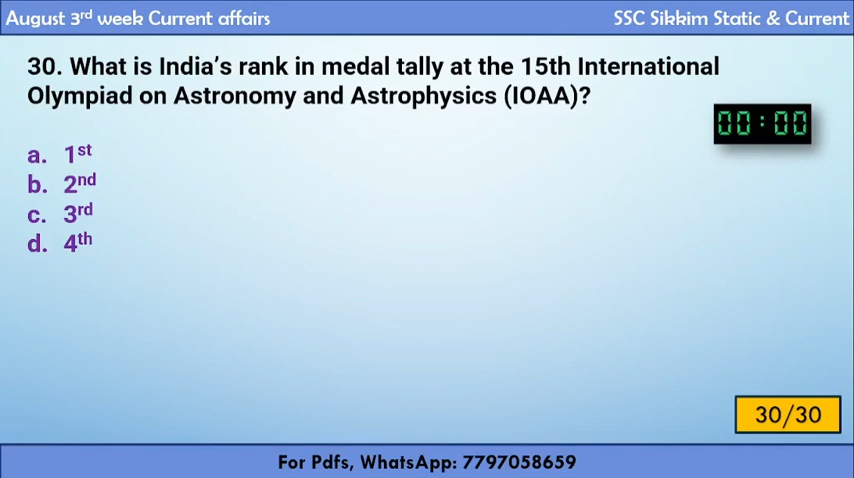 August 3rd week Current affairs
SSC Sikkim Static & Current
30. What is India's rank in medal tally at the 15th International
Olympiad on Astronomy and Astrophysics (IOAA)?
00:00
a. 1st
b. 2nd
c. 3rd
d. 4th
30/30
For Pdfs, WhatsApp: 7797058659